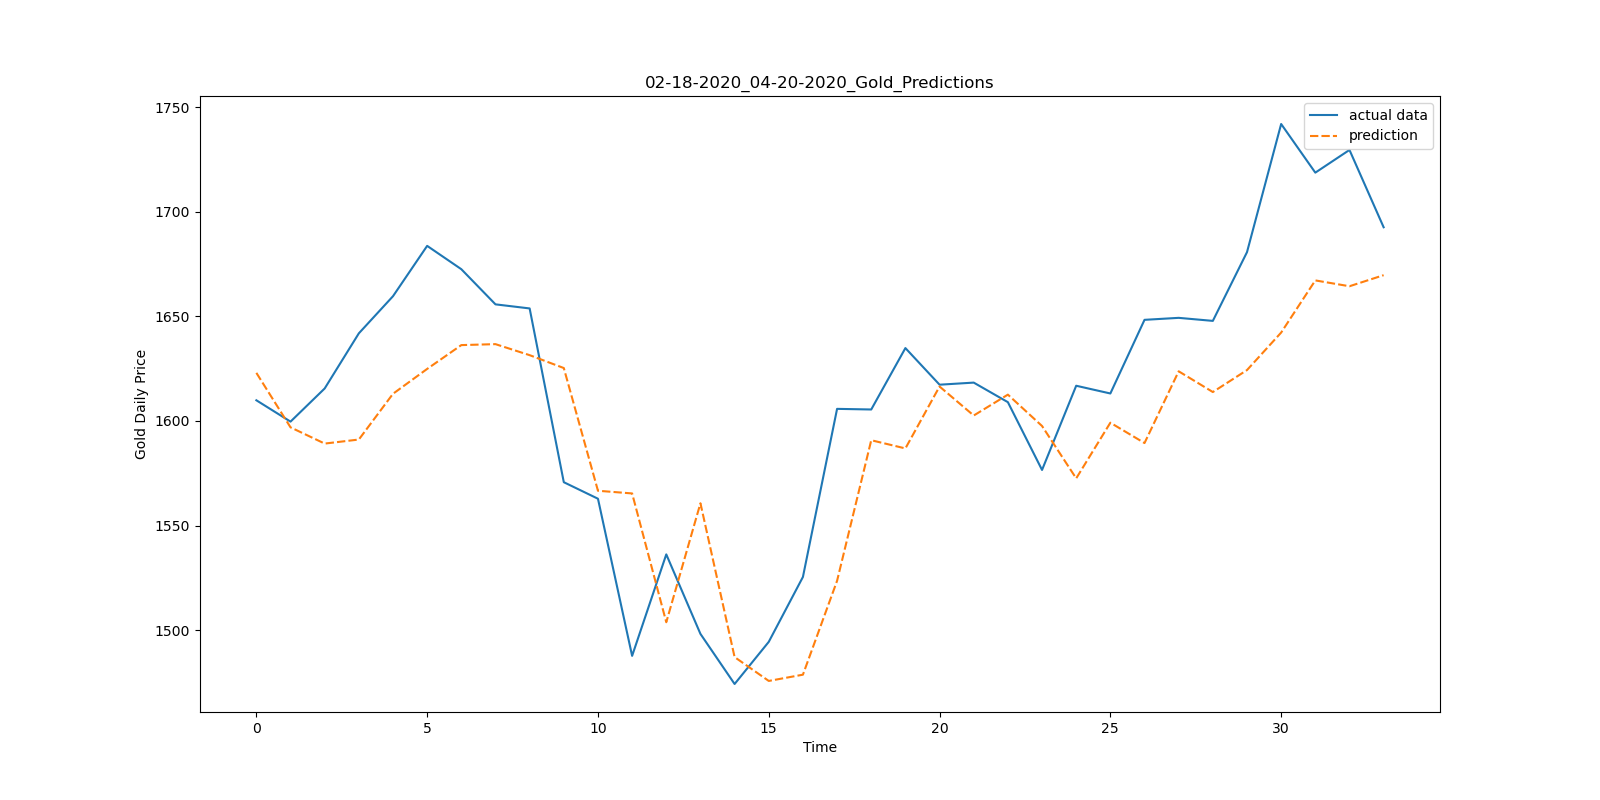 02-18-2020_04-20-2020_Gold_Predictions
actual data
prediction
1750
1700
1650
1600
1550
1500
Gold Daily Price
0 5 10 15 20 25 30
Time